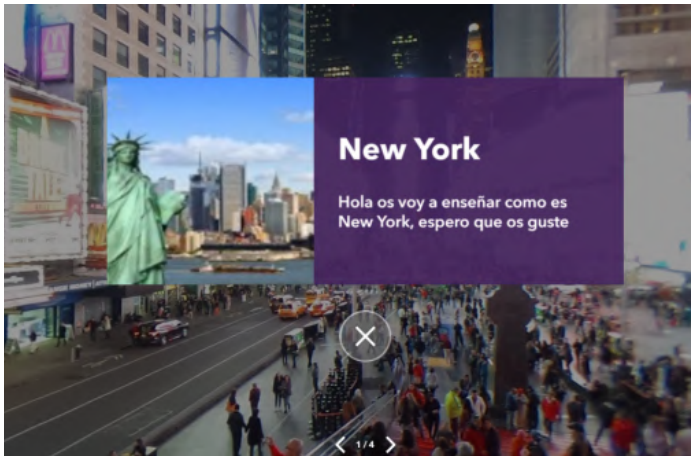 New York
Hola os voy a enseñar como es
New York, espero que os guste
1/4